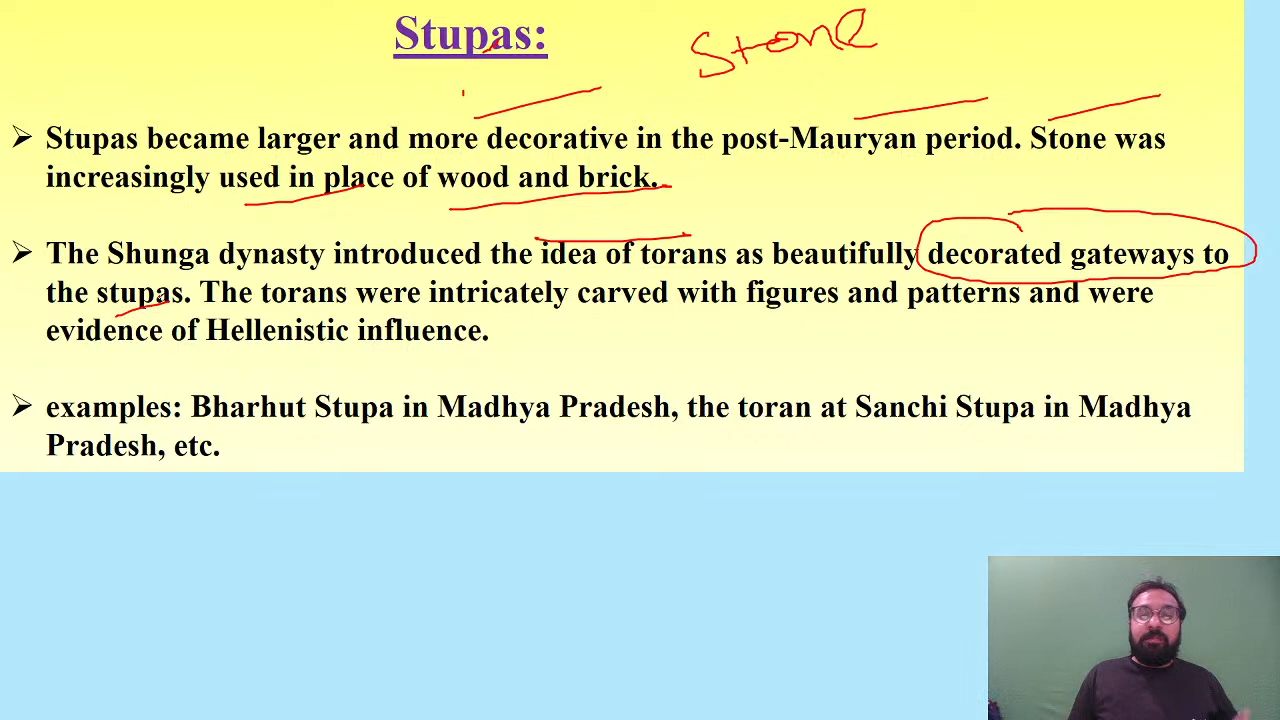 Stupas:
Stone
➢ Stupas became larger and more decorative in the post-Mauryan period. Stone was
increasingly used in place of wood and brick.
➢ The Shunga dynasty introduced the idea of torans as beautifully decorated gateways to
the stupas. The torans were intricately carved with figures and patterns and were
evidence of Hellenistic influence.
➢ examples: Bharhut Stupa in Madhya Pradesh, the toran at Sanchi Stupa in Madhya
Pradesh, etc.